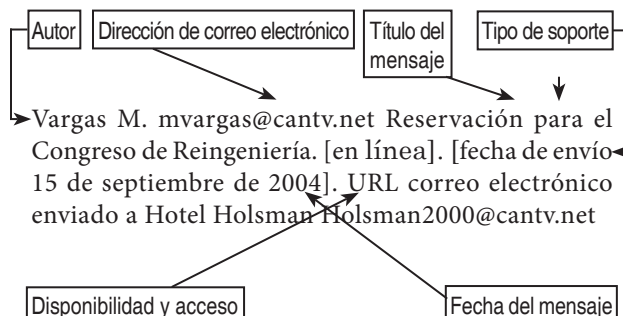 Autor
Dirección de correo electrónico
Título del
mensaje
Tipo de soporte
Vargas M. mvargas@cantv.net Reservación para el
Congreso de Reingeniería. [en línea]. [fecha de envío
15 de septiembre de 2004]. URL correo electrónico
enviado a Hotel Holsman Holsman2000@cantv.net
Disponibilidad y acceso
Fecha del mensaje